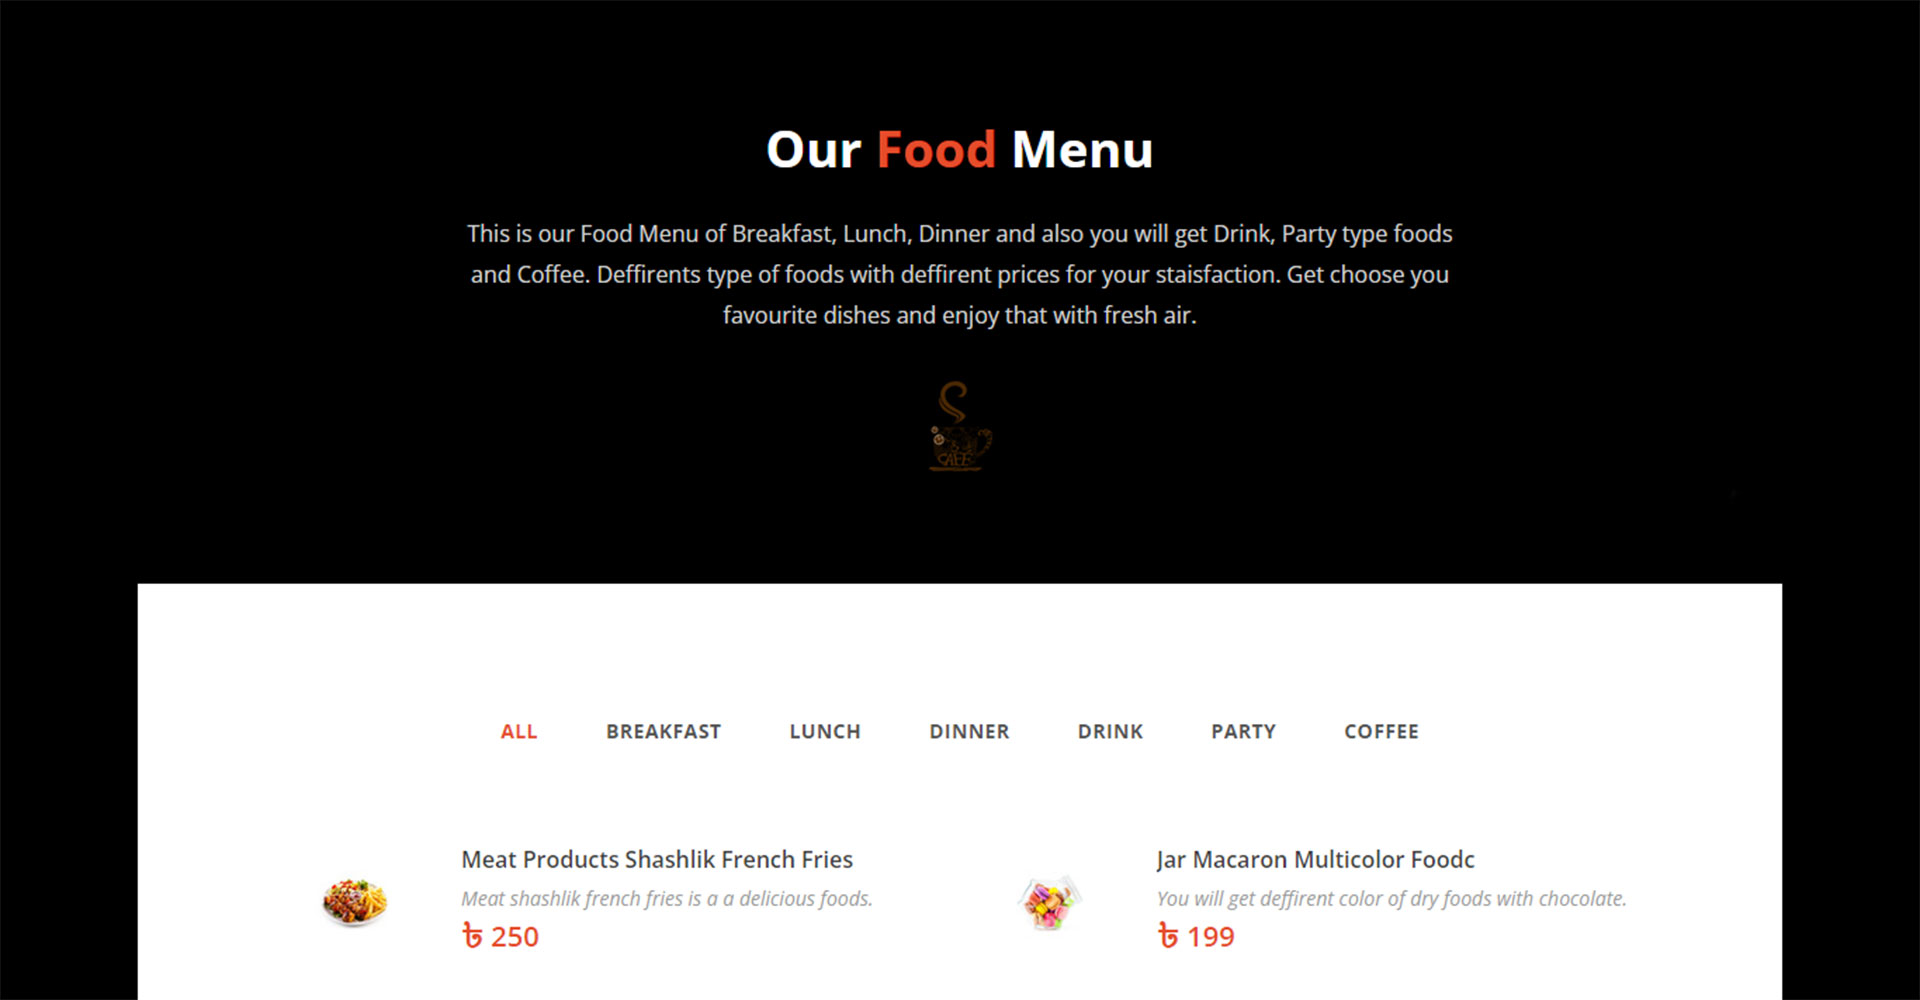 Our Food Menu
This is our Food Menu of Breakfast, Lunch, Dinner and also you will get Drink, Party type foods
and Coffee. Deffirents type of foods with deffirent prices for your staisfaction. Get choose you
favourite dishes and enjoy that with fresh air.
CAFE
ALL BREAKFAST LUNCH DINNER DRINK PARTY COFFEE
Meat Products Shashlik French Fries
Meat shashlik french fries is a a delicious foods.
৳ 250
Jar Macaron Multicolor Foodc
You will get deffirent color of dry foods with chocolate.
৳ 199